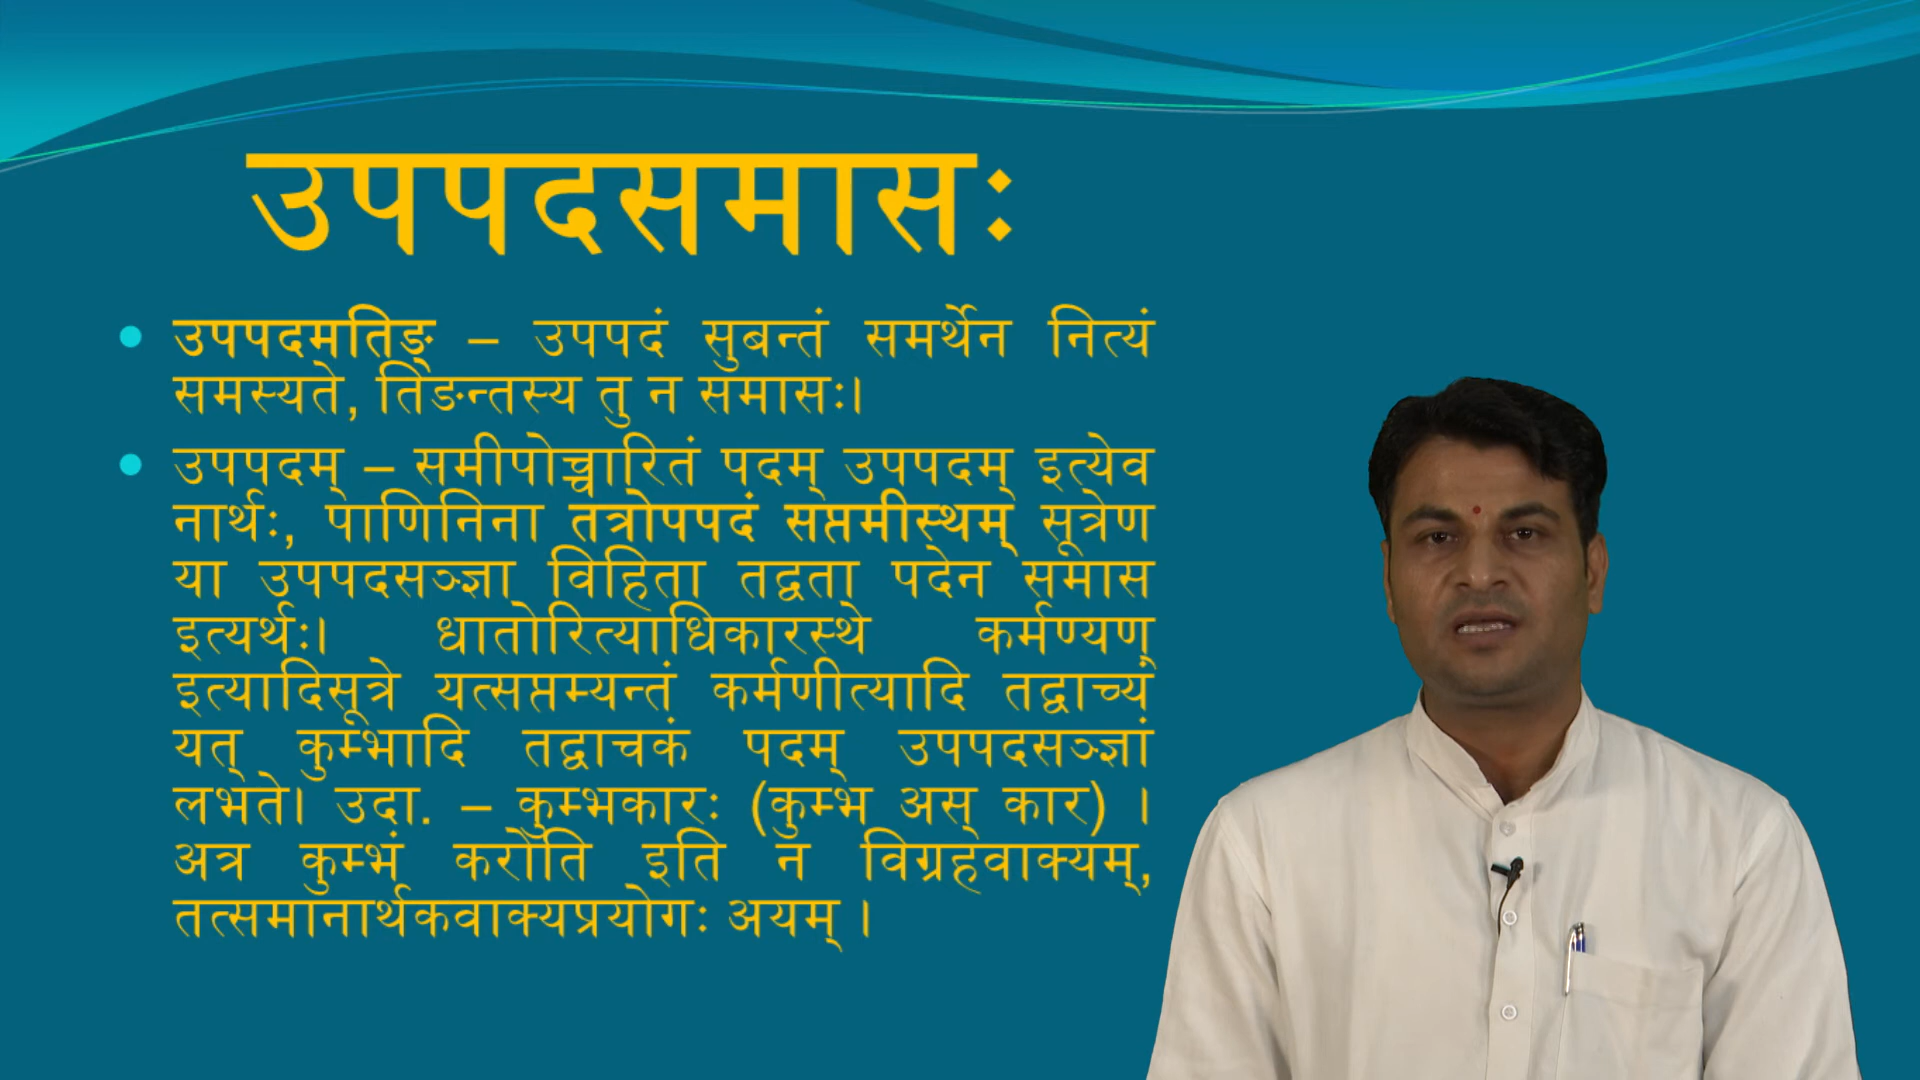 उपपदसमासः
उपपदमतिङ् – उपपदं सुबन्तं समर्थेन नित्यं
समस्यते, तिङन्तस्य तु न समासः।
उपपदम् – समीपोच्चारितं पदम् उपपदम् इत्येव
नार्थः, पाणिनिना तत्रोपपदं सप्तमीस्थम् सूत्रेण
या उपपदसञ्ज्ञा विहिता तद्वता पदेन समास
इत्यर्थः। धातोरित्याधिकारस्थे कर्मण्यण्
इत्यादिसूत्रे यत्सप्तम्यन्तं कर्मणीत्यादि तद्वाच्यं
यत् कुम्भादि तद्वाचकं पदम् उपपदसञ्ज्ञां
लभते। उदा. – कुम्भकारः (कुम्भ अस् कार) ।
अत्र कुम्भं करोति इति न विग्रहवाक्यम्,
तत्समानार्थकवाक्यप्रयोगः अयम् ।